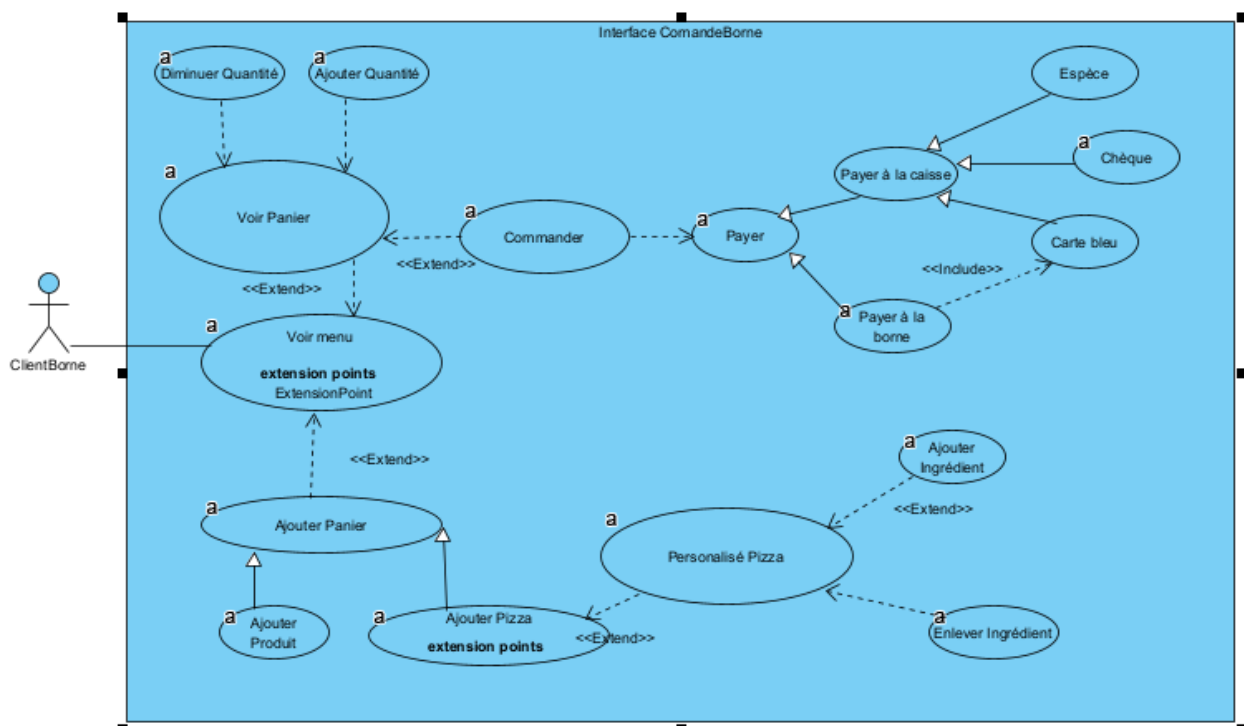 Interface ComandeBorne
a
Diminuer Quantité
a
Ajouter Quantité
Espèce
a
Chèque
a
Voir Panier
Payer à la caisse
a
Commander
a
Payer
Carte bleu
<<Extend>>
<<Include>>
<<Extend>>
ClientBorne
a
Voir menu
extension points
ExtensionPoint
a
Payer à la
borne
<<Extend>>
a
Ajouter
Ingrédient
<<Extend>>
a
Ajouter Panier
a
Personalisé Pizza
a
Ajouter
Produit
a
Ajouter Pizza
extension points
<<Extend>>
a
Enlever Ingrédient